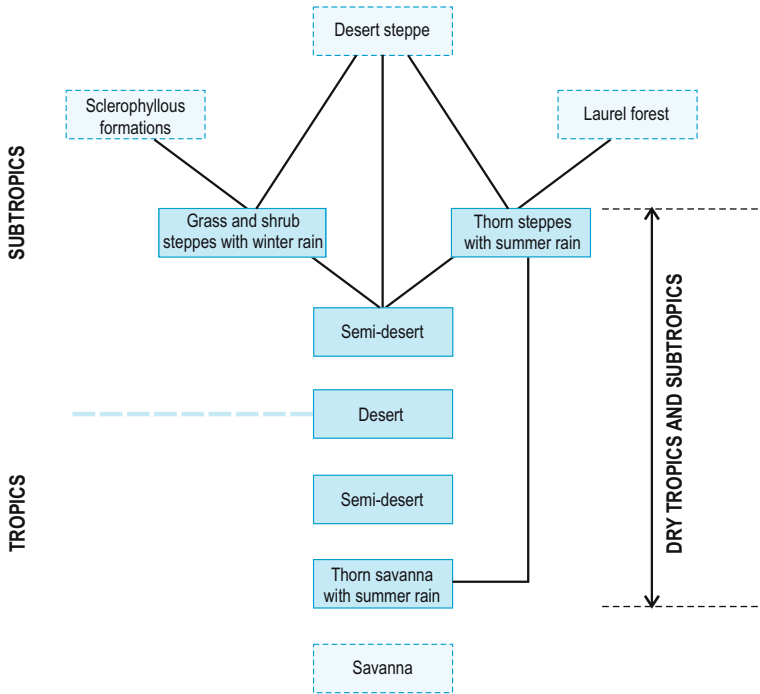 Desert steppe
Sclerophyllous
formations
Laurel forest
SUBTROPICS
Grass and shrub
steppes with winter rain
Thorn steppes
with summer rain
Semi-desert
Desert
DRY TROPICS AND SUBTROPICS
TROPICS
Semi-desert
Thorn savanna
with summer rain
Savanna